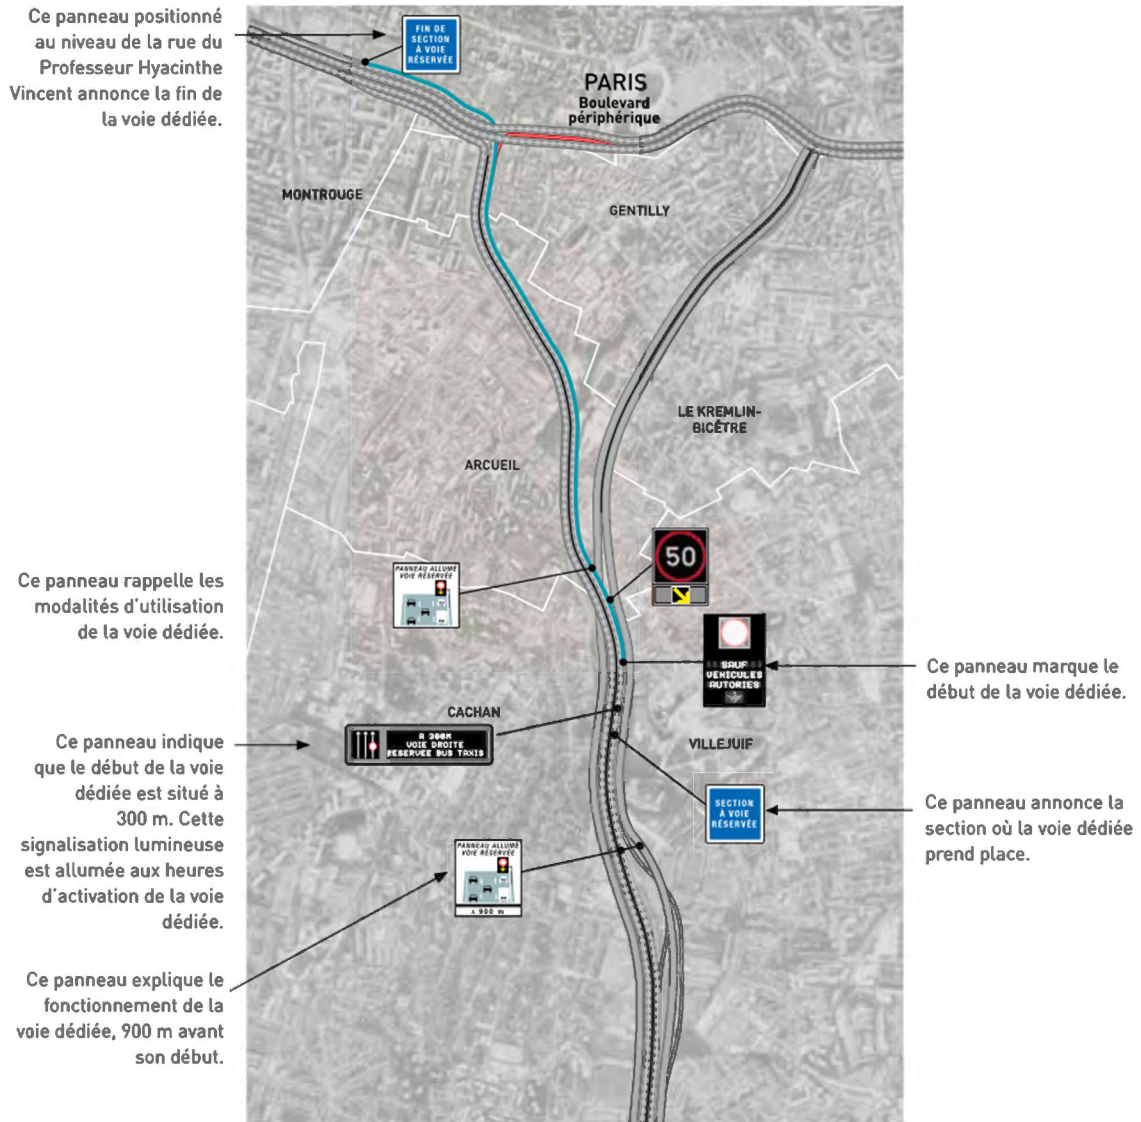 Ce panneau positionné
au niveau de la rue du
Professeur Hyacinthe
Vincent annonce la fin de
la voie dédiée.
FIN DE
SECTION
À VOIE
RÉSERVÉE
PARIS
Boulevard
périphérique
MONTROUGE
GENTILLY
LE KREMLIN-
BICÊTRE
ARCUEIL
50
Ce panneau rappelle les
modalités d'utilisation
de la voie dédiée.
PANNEAU ALLUMÉ
VOIE RÉSERVÉE
SAUF
VEHICULES
AUTORIES
Ce panneau marque le
début de la voie dédiée.
CACHAN
A 300M
VOIE DROITE
RESERVEE BUS TAXIS
VILLEJUIF
Ce panneau indique
que le début de la voie
dédiée est situé à
300 m. Cette
signalisation lumineuse
est allumée aux heures
d'activation de la voie
dédiée.
SECTION
À VOIE
RÉSERVÉE
Ce panneau annonce la
section où la voie dédiée
prend place.
PANNEAU ALLUMÉ
VOIE RÉSERVÉE
À 900 m
Ce panneau explique le
fonctionnement de la
voie dédiée, 900 m avant
son début.